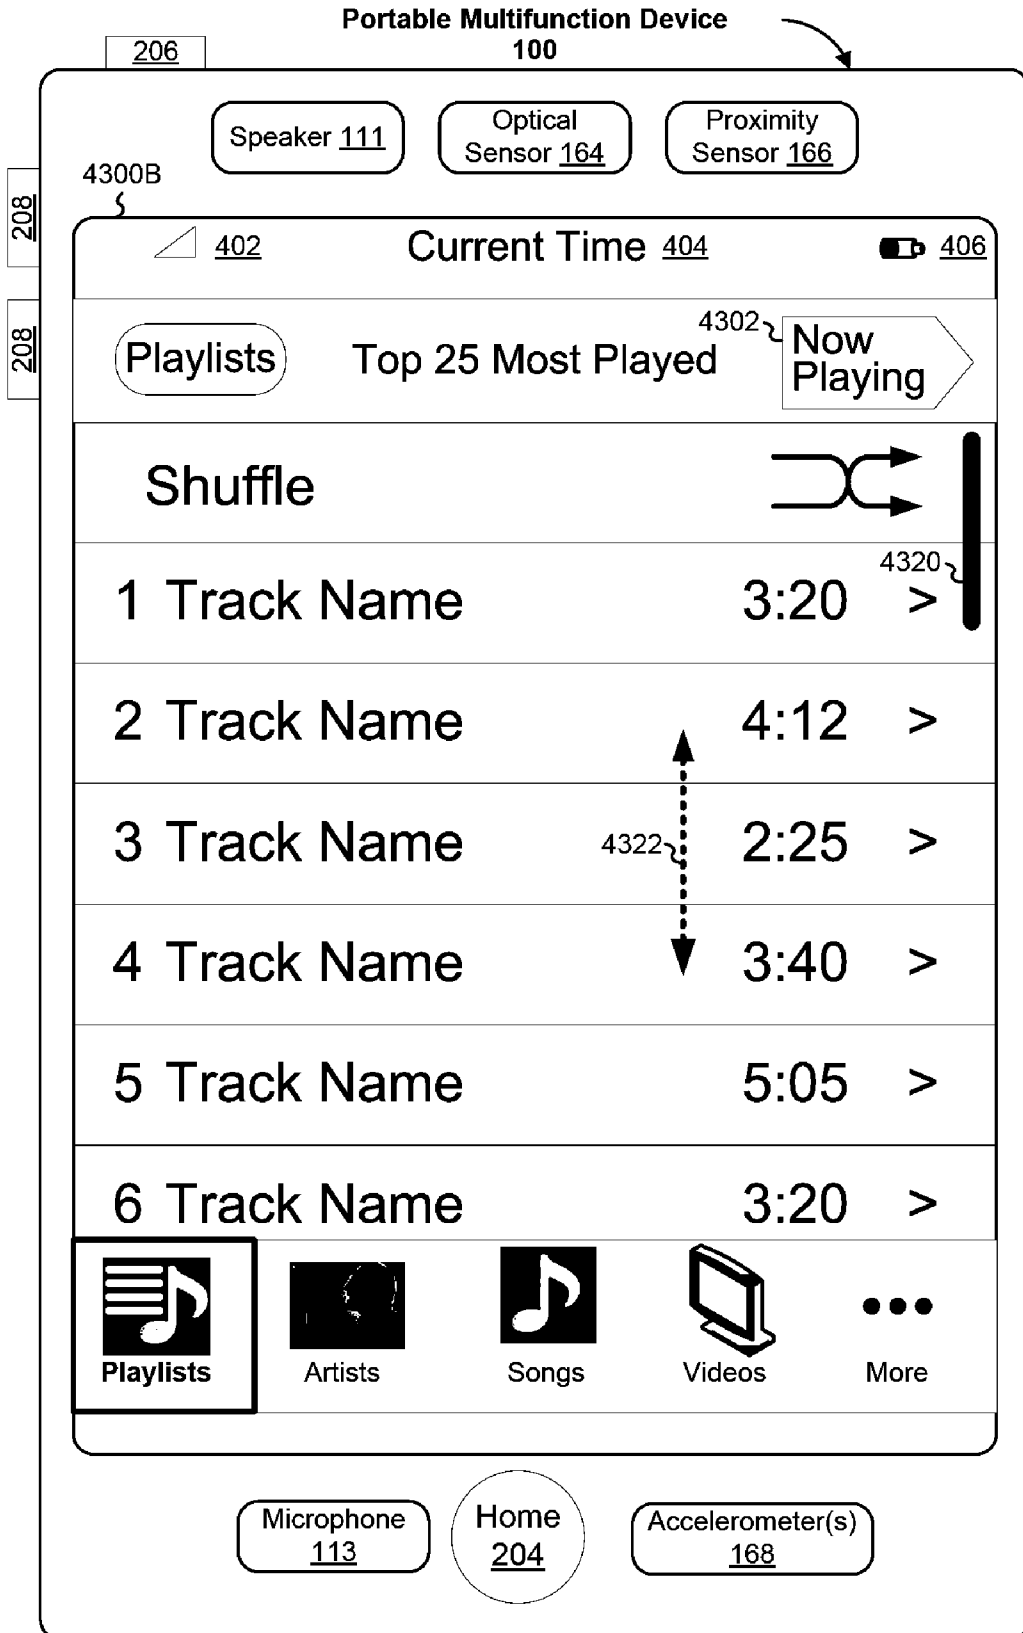 Portable Multifunction Device
100
206
Speaker 111
Optical
Sensor 164
Proximity
Sensor 166
4300B
208
208
402
Current Time 404
406
Playlists
Top 25 Most Played
4302
Now
Playing
Shuffle
4320
1 Track Name 3:20 >
2 Track Name 4:12 >
3 Track Name 2:25 >
4322
4 Track Name 3:40 >
5 Track Name 5:05 >
6 Track Name 3:20 >
Playlists
Artists
Songs
Videos
More
Microphone
113
Home
204
Accelerometer(s)
168